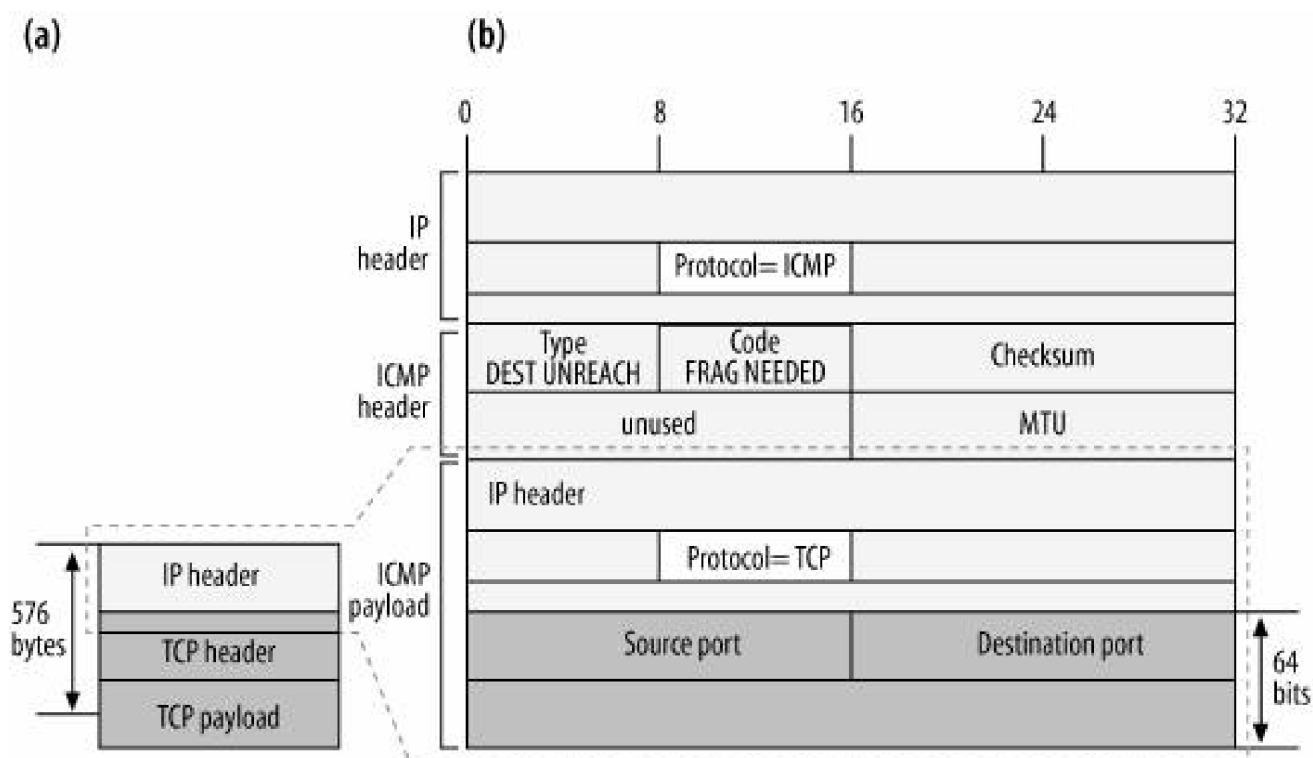 (a)
(b)
0 8 16 24 32
IP
header
Protocol= ICMP
ICMP
header
Type
DEST UNREACH
Code
FRAG NEEDED
Checksum
unused
MTU
ICMP
payload
IP header
Protocol= TCP
Source port
Destination port
64
bits
576
bytes
IP header
TCP header
TCP payload